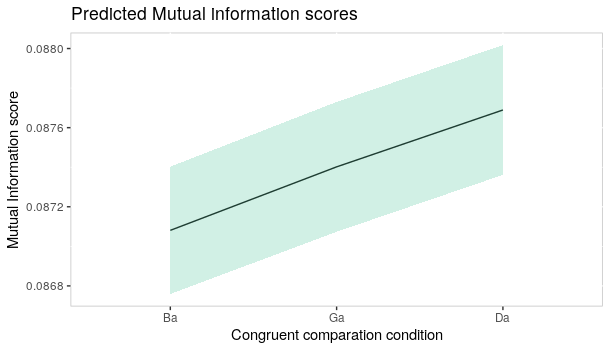 Predicted Mutual information scores
Mutual Information score
0.0880
0.0876
0.0872
0.0868
Ba
Ga
Da
Congruent comparation condition